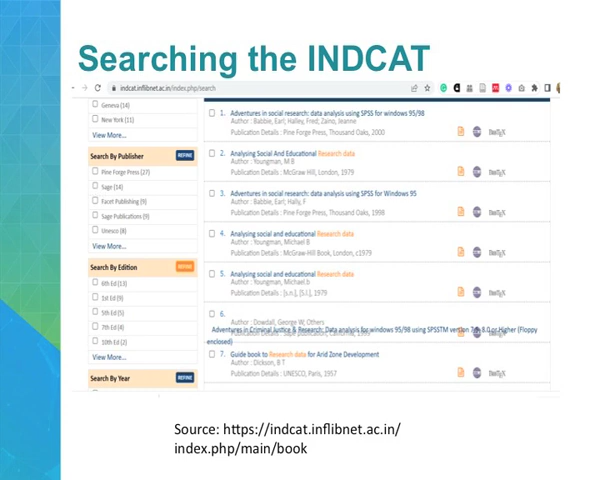 Searching the INDCAT
indcat.inflibnet.ac.in/index.php/search
Geneva (14)
New York (11)
View More...
Search By Publisher REFINE
Pine Forge Press (27)
Sage (14)
Facet Publishing (9)
Sage Publications (9)
Unesco (8)
View More...
Search By Edition REFINE
6th Ed (13)
1st Ed (9)
5th Ed (5)
7th Ed (4)
10th Ed (2)
View More...
Search By Year REFINE
1. Adventures in social research: data analysis using SPSS for windows 95/98
Author : Babbie, Earl; Halley, Fred; Zaino, Jeanne
Publication Details : Pine Forge Press, Thousand Oaks, 2000
2. Analysing Social And Educational Research data
Author : Youngman, M B
Publication Details : McGraw Hill, London, 1979
3. Adventures in social research: data analysis using SPSS for Windows 95
Author : Babbie, Earl; Hally, F
Publication Details : Pine Forge Press, Thousand Oaks, 1998
4. Analysing social and educational Research data
Author : Youngman, Michael B
Publication Details : McGraw-Hill Book, London, c1979
5. Analysing social and educational Research data
Author : Youngman, Michael b
Publication Details : [s.n.], [S.l.], 1979
6.
Author : Dowdall, George W; Others
Adventures in Criminal Justice & Research: Data analysis for windows 95/98 using SPSSTM version 7.5, 8.0 or Higher (Floppy
enclosed)
7. Guide book to Research data for Arid Zone Development
Author : Dickson, B T
Publication Details : UNESCO, Paris, 1957
Source: https://indcat.inflibnet.ac.in/
index.php/main/book